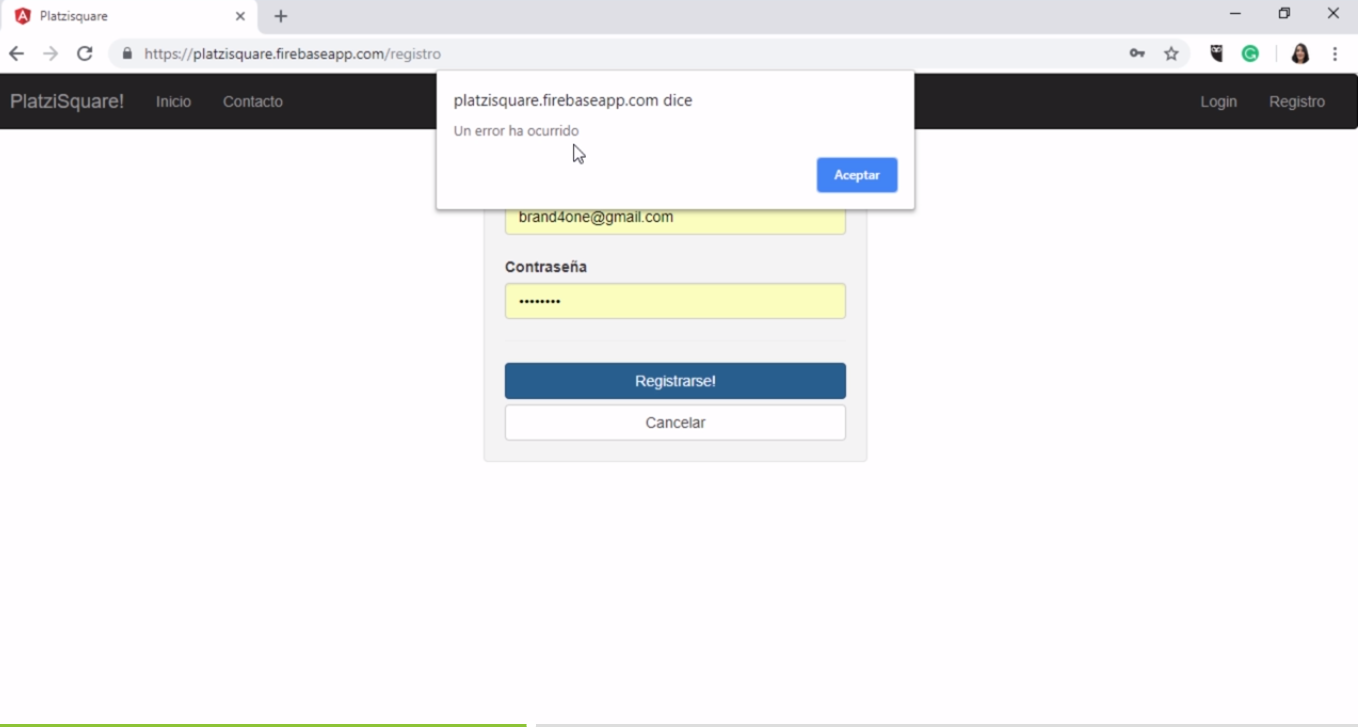 Platzisquare
https://platzisquare.firebaseapp.com/registro
PlatziSquare! Inicio Contacto Login Registro
platzisquare.firebaseapp.com dice
Un error ha ocurrido
Aceptar
brand4one@gmail.com
Contraseña
••••••••
Registrarse!
Cancelar